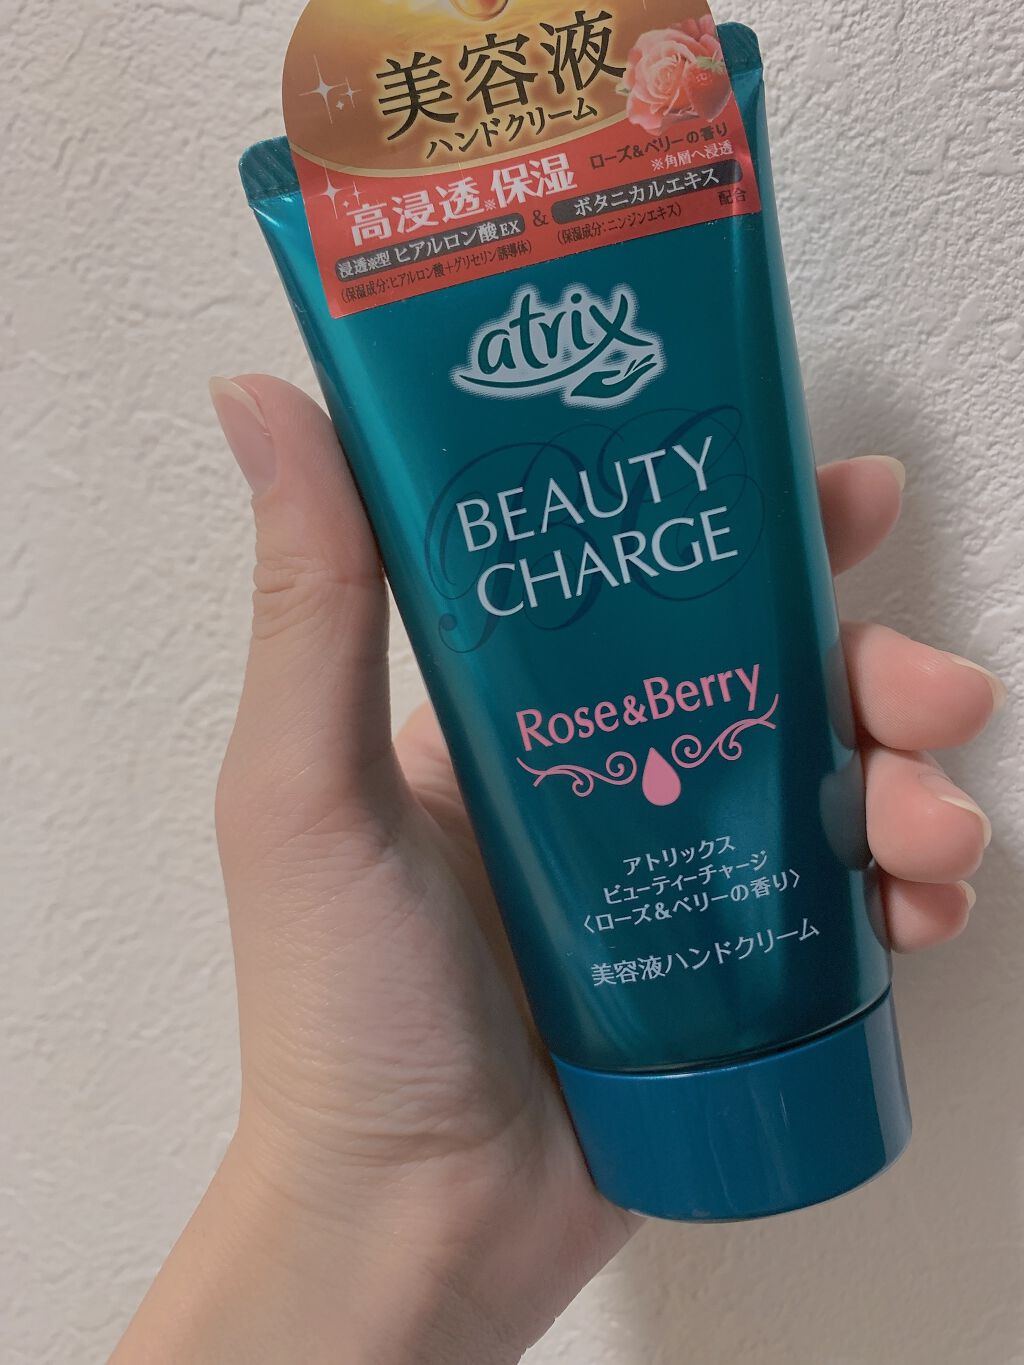 美容液
ハンドクリーム
ローズ&ベリーの香り
※角層へ浸透
高浸透※保湿
浸透※型 ヒアルロン酸EX & ボタニカルエキス 配合
(保湿成分:ヒアルロン酸+グリセリン誘導体) (保湿成分:ニンジンエキス)
atrix
BC
BEAUTY
CHARGE
Rose&Berry
アトリックス
ビューティーチャージ
〈ローズ&ベリーの香り〉
美容液ハンドクリーム